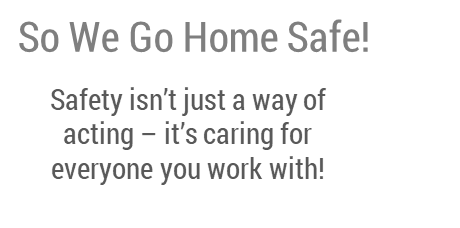 So We Go Home Safe!
Safety isn’t just a way of
acting – it’s caring for
everyone you work with!